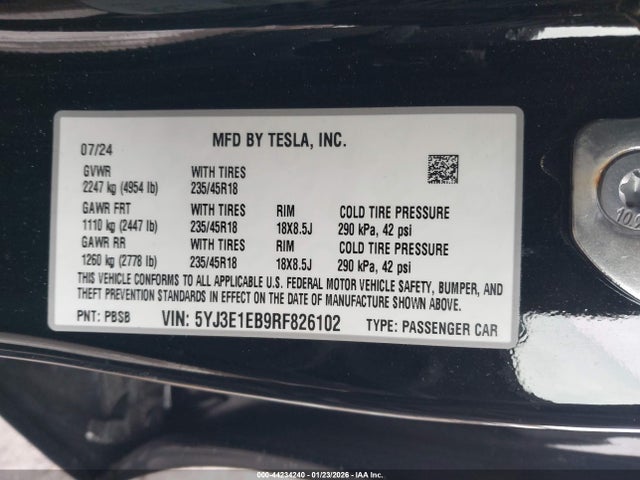 07/24 MFD BY TESLA, INC.
GVWR WITH TIRES
2247 kg (4954 lb) 235/45R18
GAWR FRT WITH TIRES RIM COLD TIRE PRESSURE
1110 kg (2447 lb) 235/45R18 18X8.5J 290 kPa, 42 psi
GAWR RR WITH TIRES RIM COLD TIRE PRESSURE
1260 kg (2778 lb) 235/45R18 18X8.5J 290 kPa, 42 psi
THIS VEHICLE CONFORMS TO ALL APPLICABLE U.S. FEDERAL MOTOR VEHICLE SAFETY, BUMPER, AND
THEFT PREVENTION STANDARDS IN EFFECT ON THE DATE OF MANUFACTURE SHOWN ABOVE.
PNT: PBSB VIN: 5YJ3E1EB9RF826102 TYPE: PASSENGER CAR
000-44234240 - 01/23/2026 - IAA Inc.